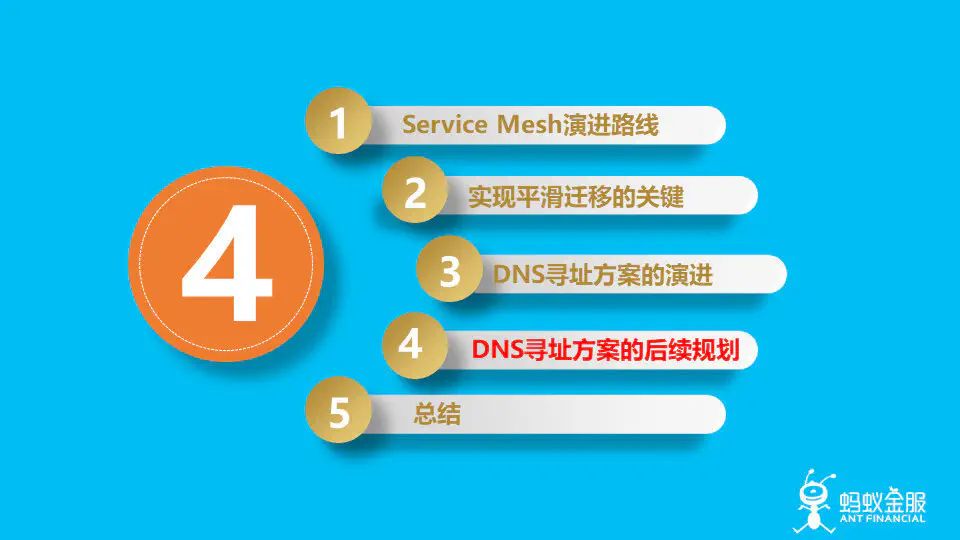 4
1
Service Mesh演进路线
2
实现平滑迁移的关键
3
DNS寻址方案的演进
4
DNS寻址方案的后续规划
5
总结
蚂蚁金服
ANT FINANCIAL